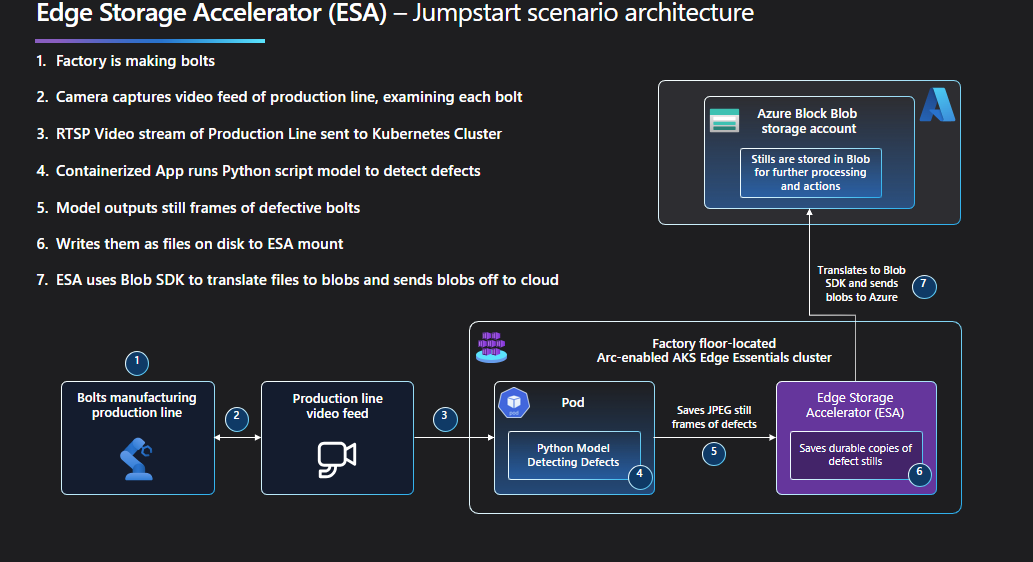 Edge Storage Accelerator (ESA) – Jumpstart scenario architecture
1. Factory is making bolts
2. Camera captures video feed of production line, examining each bolt
3. RTSP Video stream of Production Line sent to Kubernetes Cluster
4. Containerized App runs Python script model to detect defects
5. Model outputs still frames of defective bolts
6. Writes them as files on disk to ESA mount
7. ESA uses Blob SDK to translate files to blobs and sends blobs off to cloud
Azure Block Blob
storage account
Stills are stored in Blob
for further processing
and actions
Translates to Blob
SDK and sends
blobs to Azure
7
Factory floor-located
Arc-enabled AKS Edge Essentials cluster
1
Bolts manufacturing
production line
2
Production line
video feed
3
pod
Pod
Python Model
Detecting Defects
4
Saves JPEG still
frames of defects
5
Edge Storage
Accelerator (ESA)
Saves durable copies of
defect stills
6